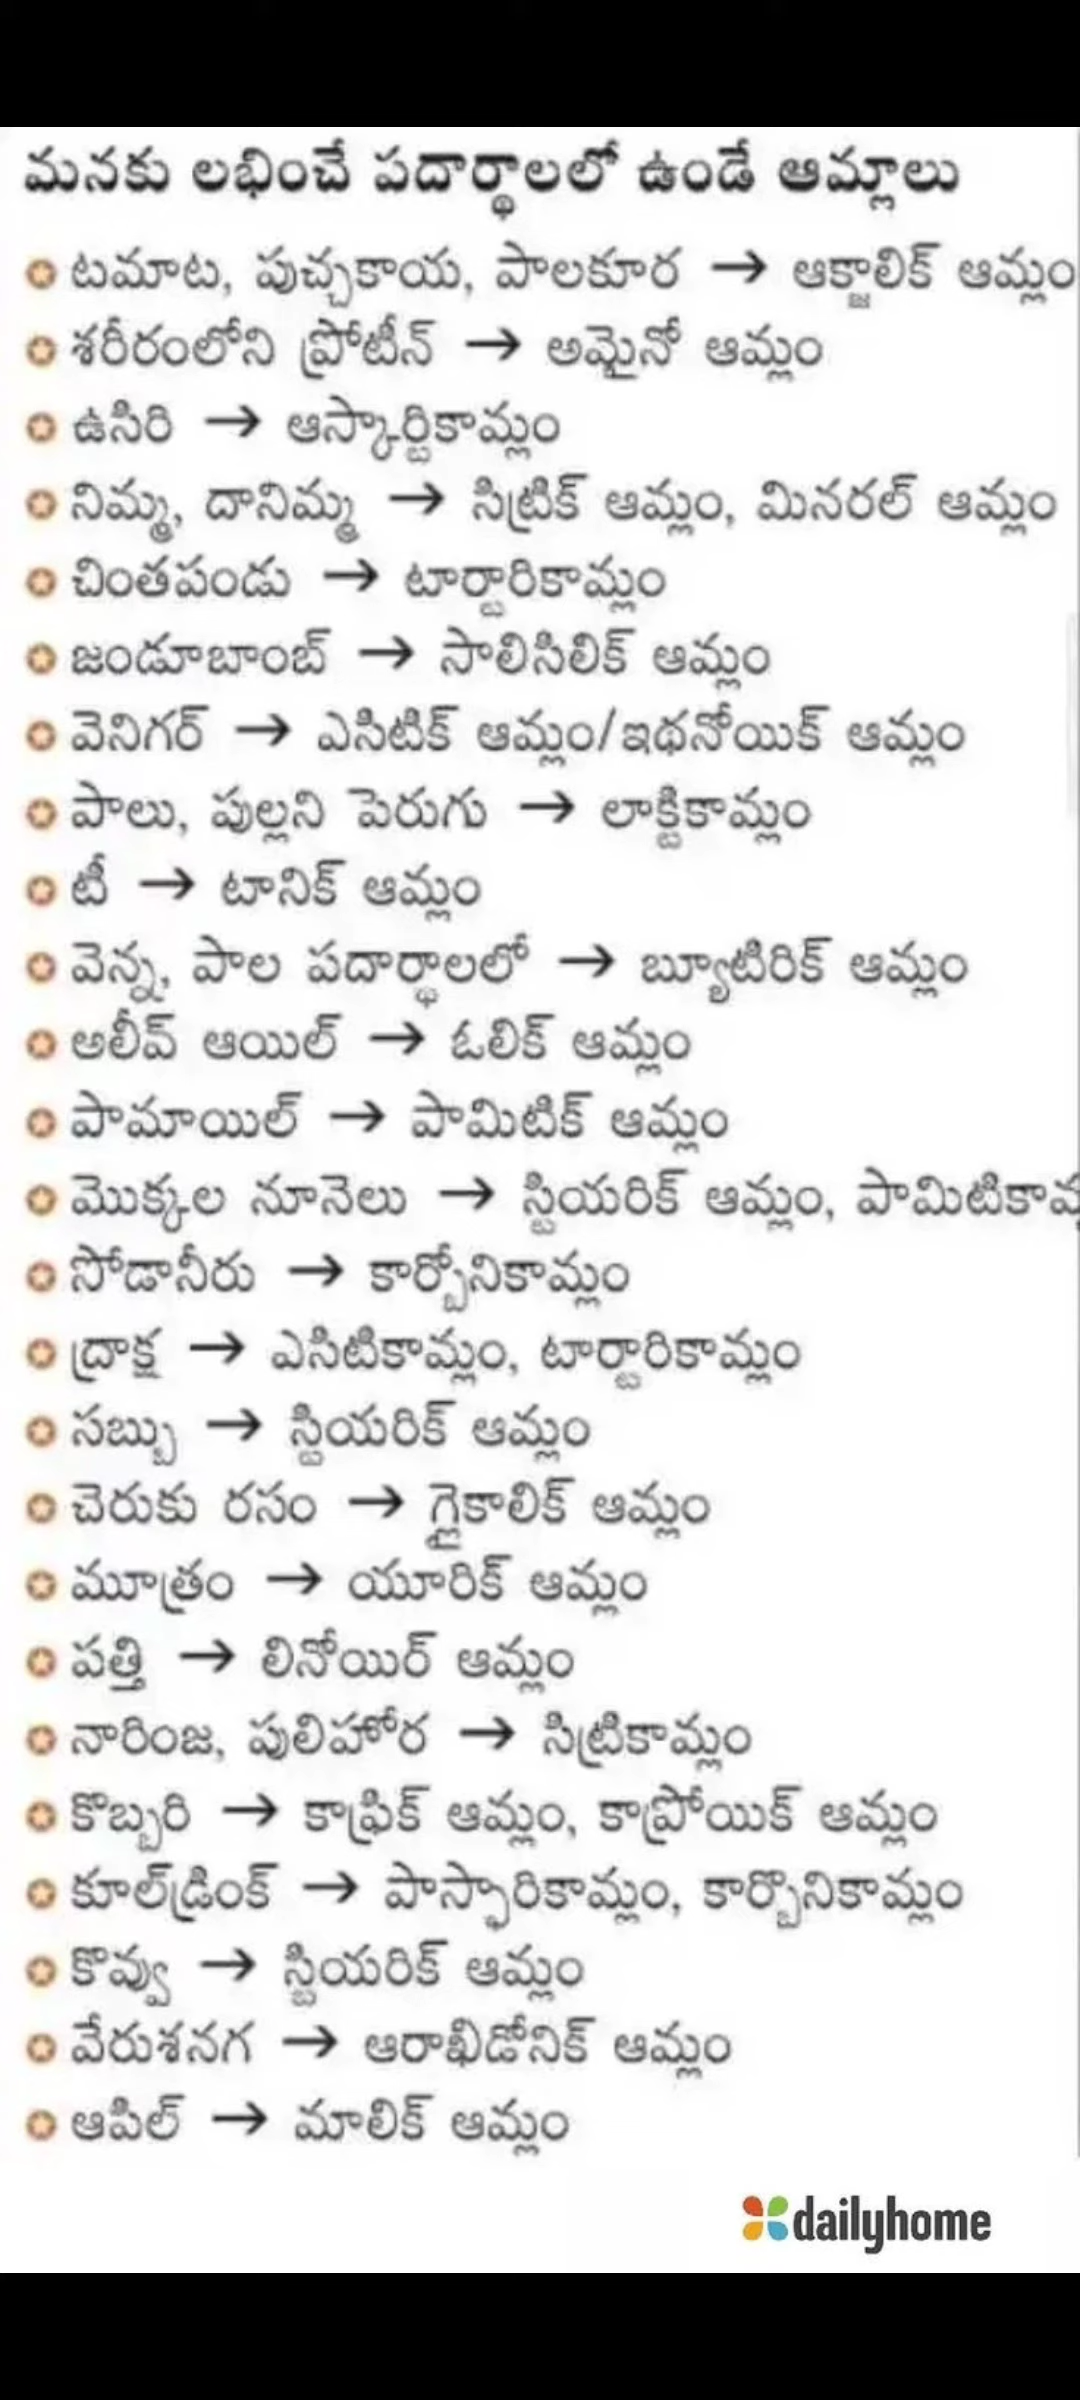 మనకు లభించే పదార్థాలలో ఉండే ఆమ్లాలు
టమాట, పుచ్చకాయ, పాలకూర → ఆక్జాలిక్ ఆమ్లం
శరీరంలోని ప్రోటీన్ → అమైనో ఆమ్లం
ఉసిరి → ఆస్కార్బికామ్లం
నిమ్మ, దానిమ్మ → సిట్రిక్ ఆమ్లం, మినరల్ ఆమ్లం
చింతపండు → టార్టారికామ్లం
జండూబాంబ్ → సాలిసిలిక్ ఆమ్లం
వెనిగర్ → ఎసిటిక్ ఆమ్లం/ఇథనోయిక్ ఆమ్లం
పాలు, పుల్లని పెరుగు → లాక్టికామ్లం
టీ → టానిక్ ఆమ్లం
వెన్న, పాల పదార్థాలలో → బ్యూటిరిక్ ఆమ్లం
అలీవ్ ఆయిల్ → ఓలిక్ ఆమ్లం
పామాయిల్ → పామిటిక్ ఆమ్లం
మొక్కల నూనెలు → స్టియరిక్ ఆమ్లం,
సోడానీరు → కార్బోనికామ్లం
ద్రాక్ష → ఎసిటికామ్లం, టార్టారికామ్లం
సబ్బు → స్టియరిక్ ఆమ్లం
చెరుకు రసం → గ్లైకాలిక్ ఆమ్లం
మూత్రం → యూరిక్ ఆమ్లం
పత్తి → లినోయిర్ ఆమ్లం
నారింజ, పులిహోర → సిట్రికామ్లం
కొబ్బరి → కాఫ్రిక్ ఆమ్లం, కాప్రోయిక్ ఆమ్లం
కూల్‌డ్రింక్ → పాస్ఫారికామ్లం, కార్బొనికామ్లం
కొవ్వు → స్టియరిక్ ఆమ్లం
వేరుశనగ → ఆరాఖిడోనిక్ ఆమ్లం
ఆపిల్ → మాలిక్ ఆమ్లం
dailyhome